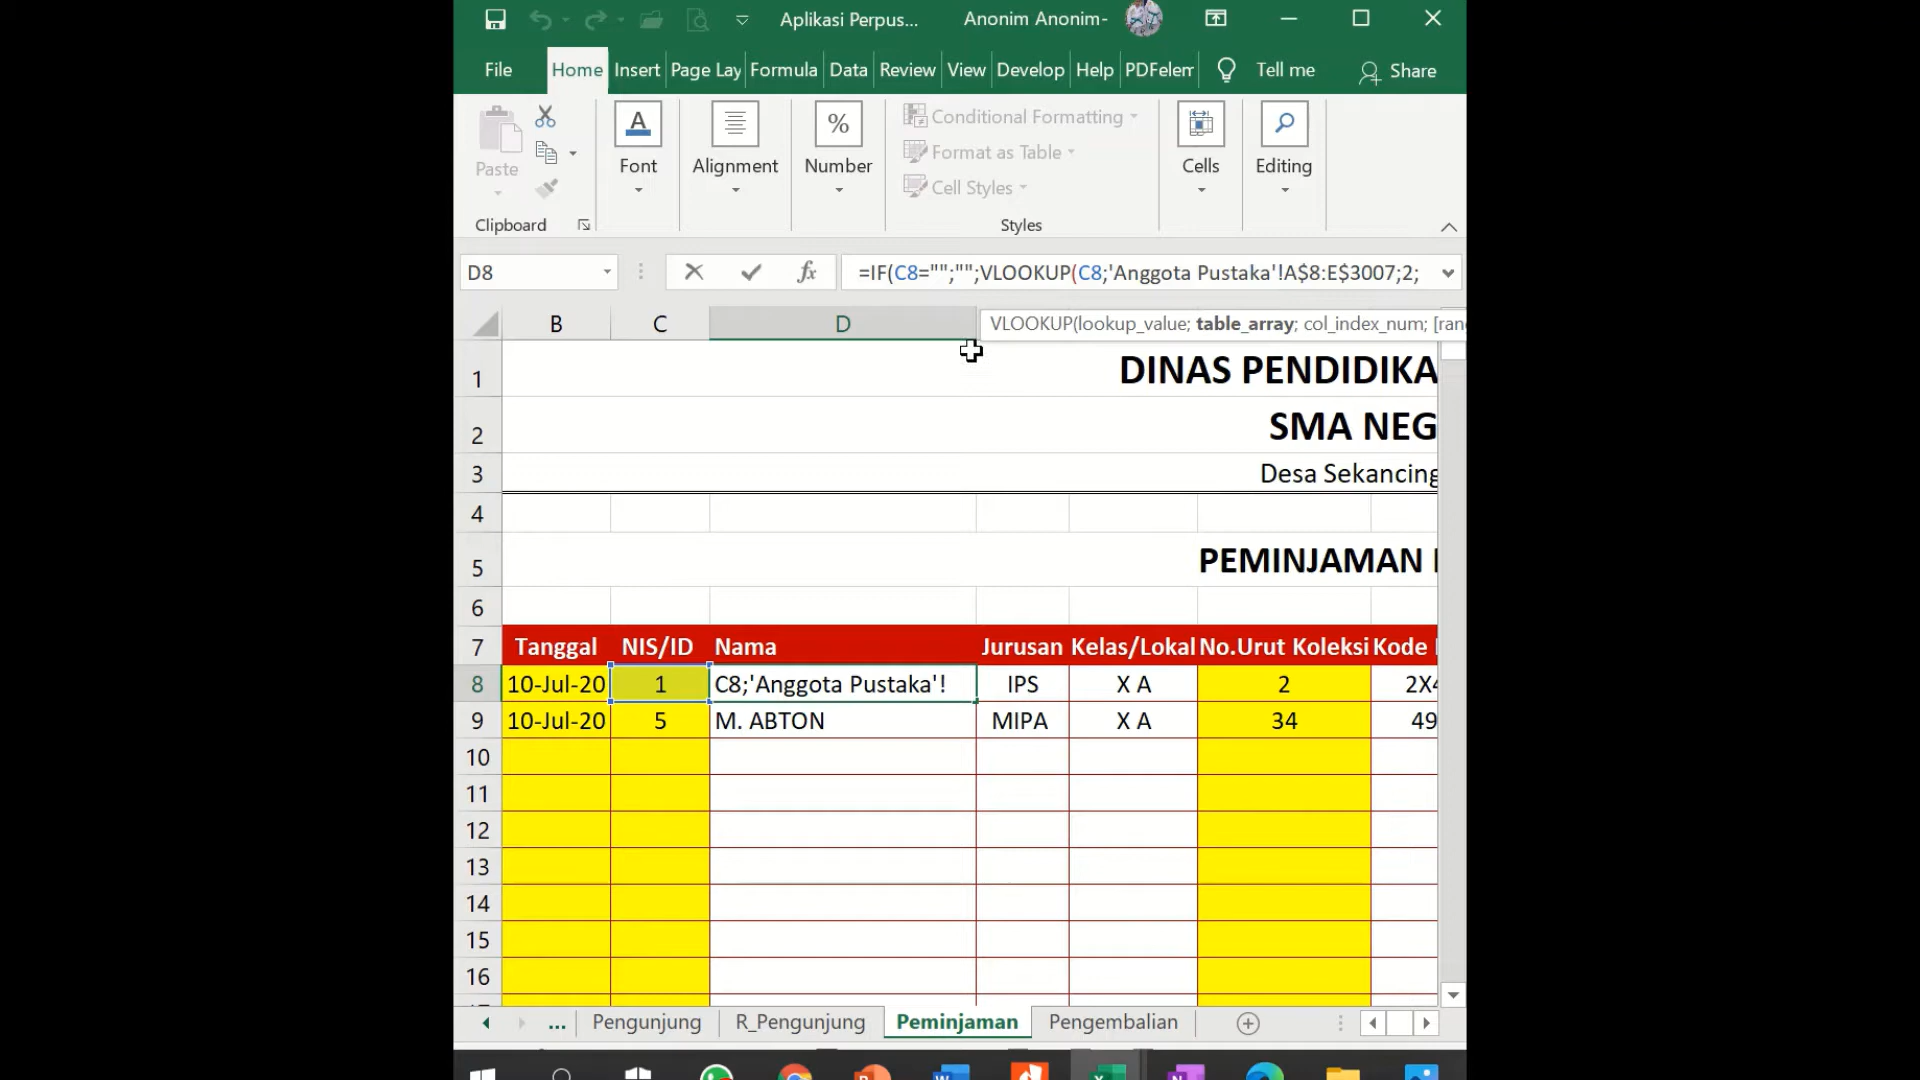 Aplikasi Perpus...
Anonim Anonim-
File
Home
Insert
Page Lay
Formula
Data
Review
View
Develop
Help
PDFelem
Tell me
Share
Paste
Clipboard
Font
Alignment
%
Number
Conditional Formatting
Format as Table
Cell Styles
Styles
Cells
Editing
D8
fx
=IF(C8="";"";VLOOKUP(C8;'Anggota Pustaka'!A$8:E$3007;2;
VLOOKUP(lookup_value; table_array; col_index_num; [ran
B C D
1 DINAS PENDIDIKA
2 SMA NEG
3 Desa Sekancing
4
5 PEMINJAMAN
6
7 Tanggal NIS/ID Nama Jurusan Kelas/Lokal No.Urut Koleksi Kode
8 10-Jul-20 1 C8;'Anggota Pustaka'! IPS X A 2 2X4
9 10-Jul-20 5 M. ABTON MIPA X A 34 49
10
11
12
13
14
15
16
... Pengunjung R_Pengunjung Peminjaman Pengembalian